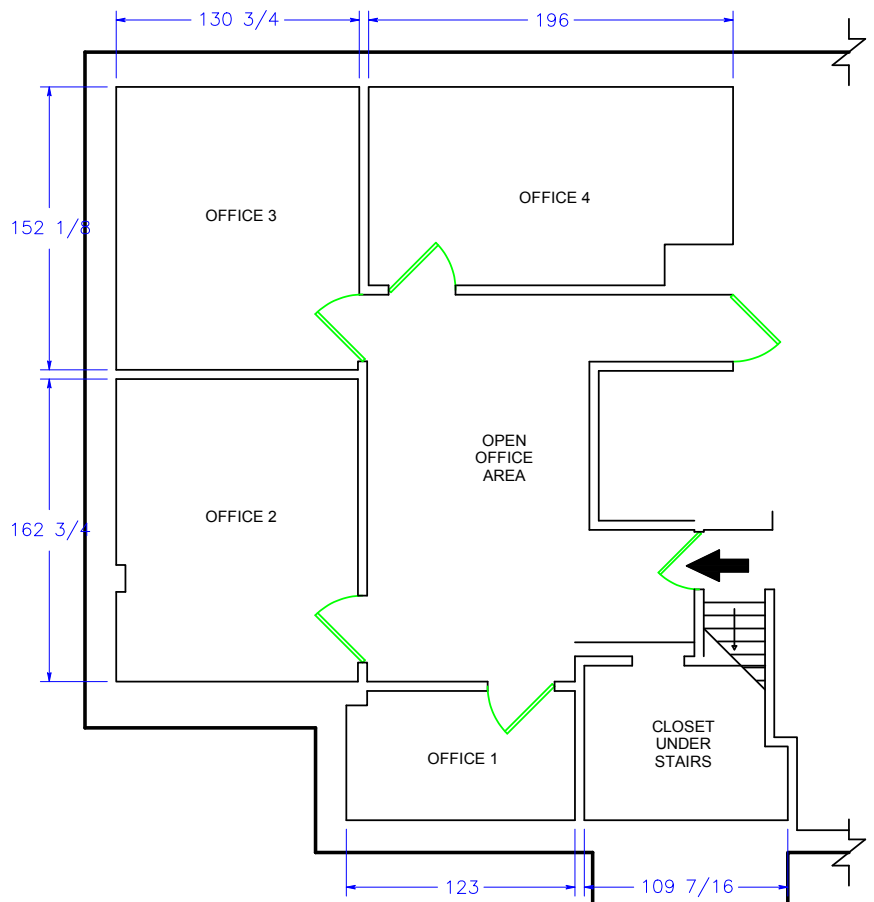 130 3/4
196
OFFICE 3
OFFICE 4
152 1/8
OPEN
OFFICE
AREA
OFFICE 2
162 3/4
OFFICE 1
CLOSET
UNDER
STAIRS
123
109 7/16